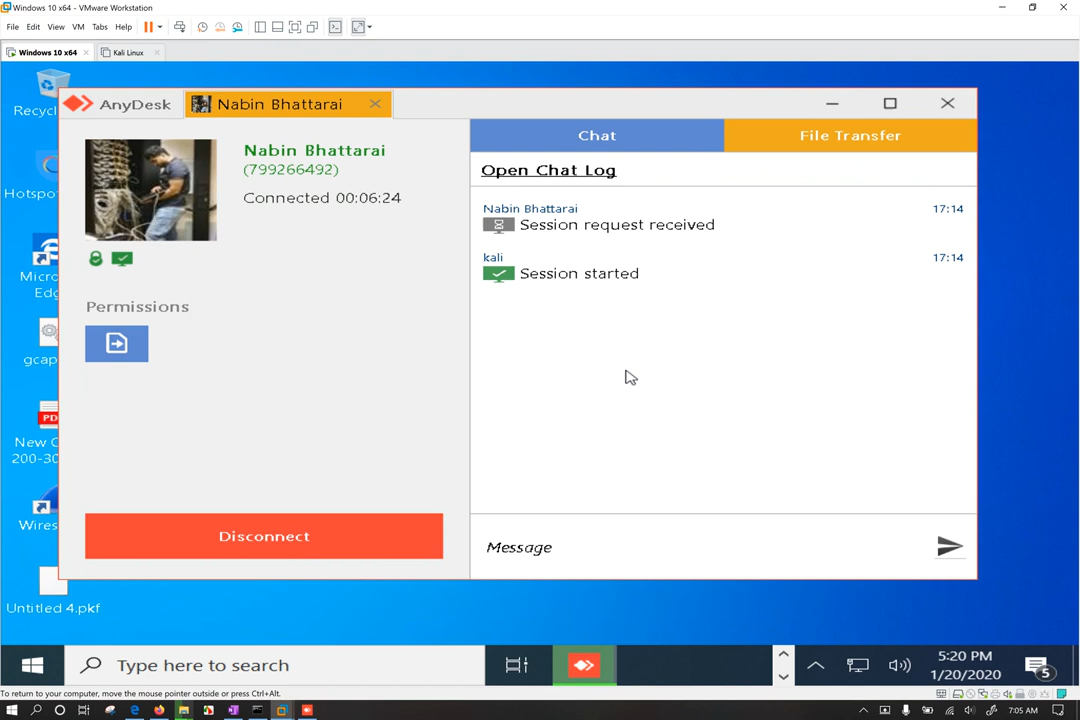 Windows 10 x64 - VMware Workstation
File Edit View VM Tabs Help
Windows 10 x64 Kali Linux
AnyDesk Nabin Bhattarai
Recycl
Hotspo
Micro
Edg
gcap
New C
200-30
Wires
Untitled 4.pkf
Nabin Bhattarai
(799266492)
Connected 00:06:24
Permissions
Disconnect
Chat File Transfer
Open Chat Log
Nabin Bhattarai 17:14
Session request received
kali 17:14
Session started
Message
Type here to search
5:20 PM
1/20/2020
5
To return to your computer, move the mouse pointer outside or press Ctrl+Alt.
7:05 AM